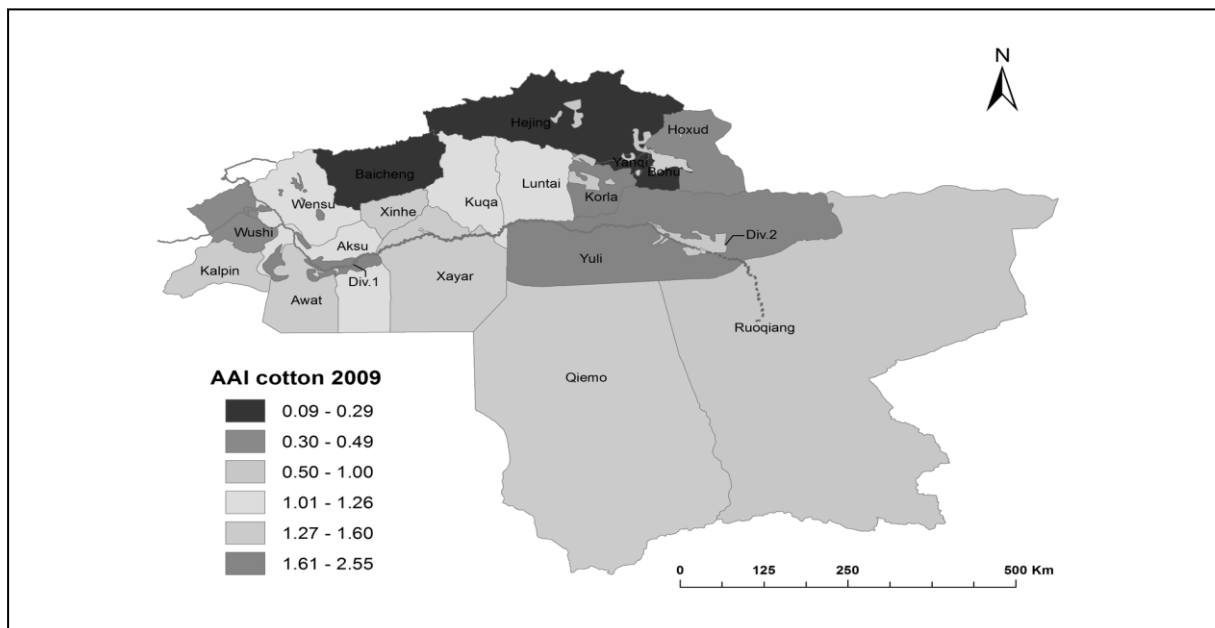 N
Hejing
Hoxud
Yanqi
Bohu
Baicheng
Luntai
Korla
Kuqa
Wensu
Xinhe
Wushi
Aksu
Div.2
Yuli
Kalpin
Xayar
Div.1
Awat
Ruoqiang
Qiemo
AAI cotton 2009
0.09 - 0.29
0.30 - 0.49
0.50 - 1.00
1.01 - 1.26
1.27 - 1.60
1.61 - 2.55
0 125 250 500 Km